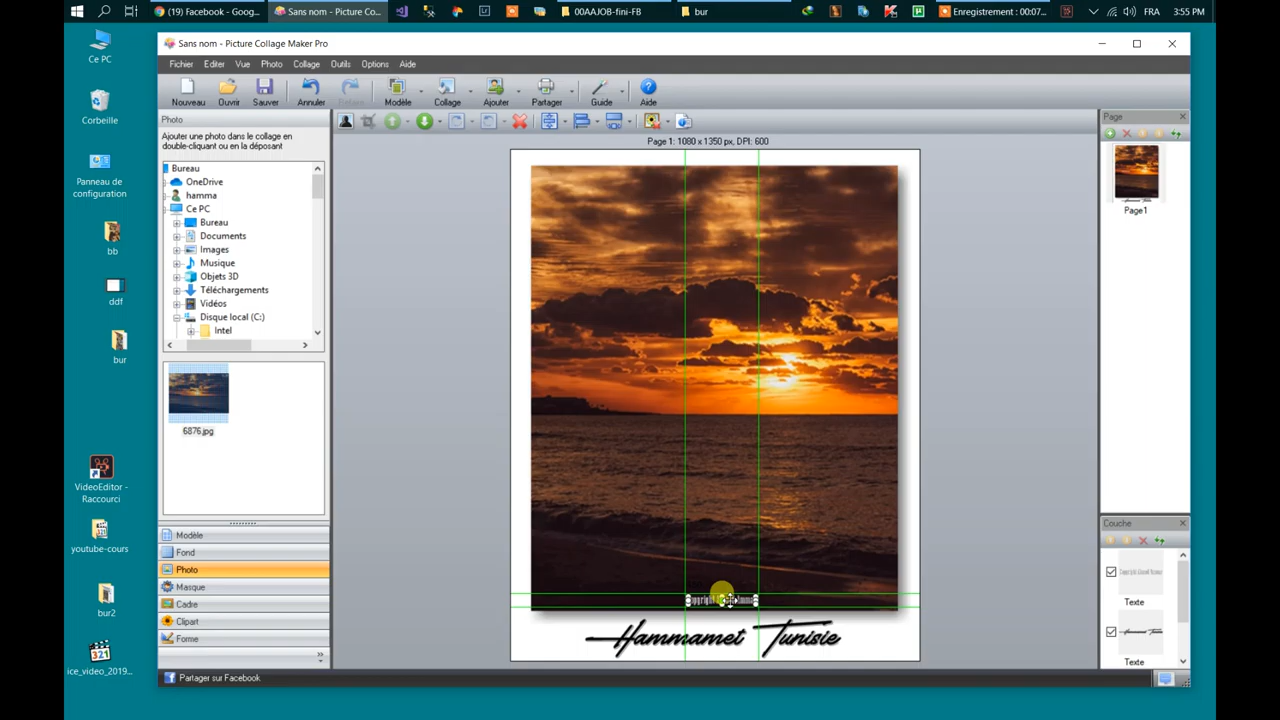 (19) Facebook - Goog...
Sans nom - Picture Co...
00AAJOB-fini-FB
bur
Enregistrement : 00:07...
FRA
3:55 PM
Ce PC
Corbeille
Panneau de configuration
bb
ddf
bur
VideoEditor - Raccourci
youtube-cours
bur2
ice_video_2019...
Sans nom - Picture Collage Maker Pro
Fichier Editer Vue Photo Collage Outils Options Aide
Nouveau Ouvrir Sauver Annuler Modèle Collage Ajouter Partager Guide Aide
Photo
Ajouter une photo dans le collage en
double-cliquant ou en la déposant
Bureau
OneDrive
hamma
Ce PC
Bureau
Documents
Images
Musique
Objets 3D
Téléchargements
Vidéos
Disque local (C:)
Intel
6876.jpg
Modèle
Fond
Photo
Masque
Cadre
Clipart
Forme
Partager sur Facebook
Page 1: 1080 x 1350 px, DPI: 600
Hammamet Tunisie
Page
Page1
Couche
Texte
Texte